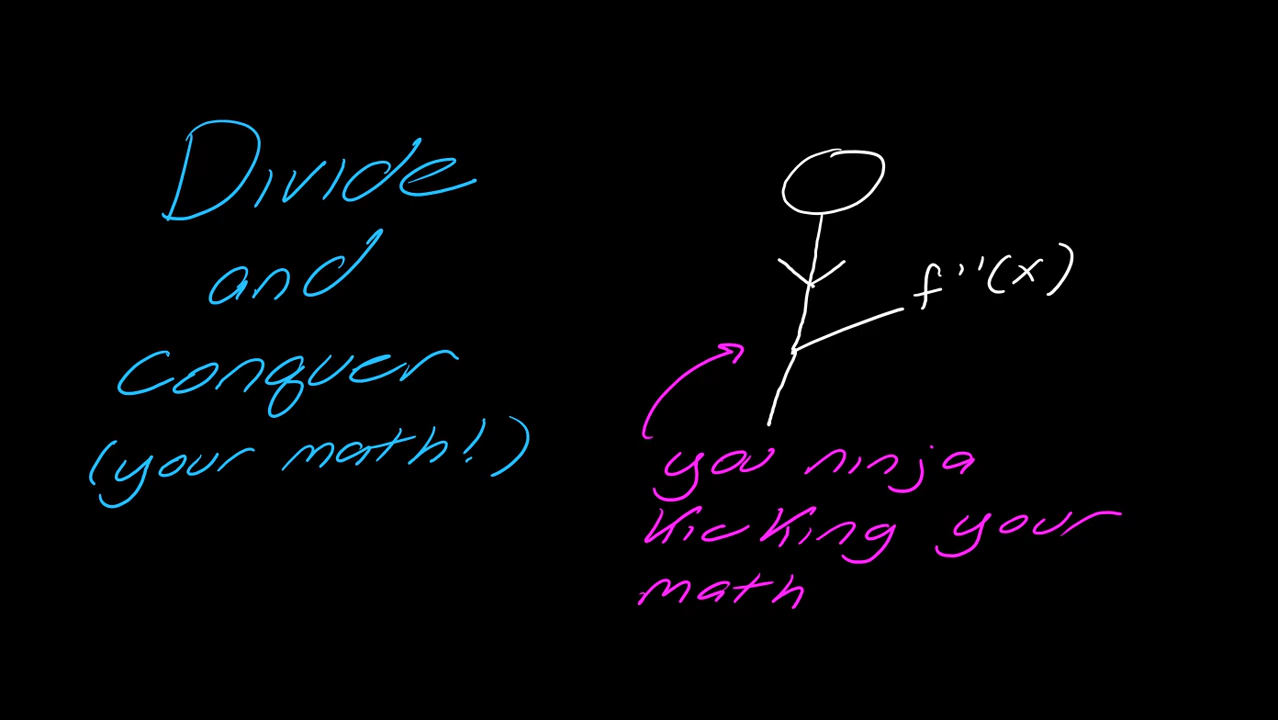 Divide
and
conquer
(your math!)
f''(x)
you ninja
kicking your
math